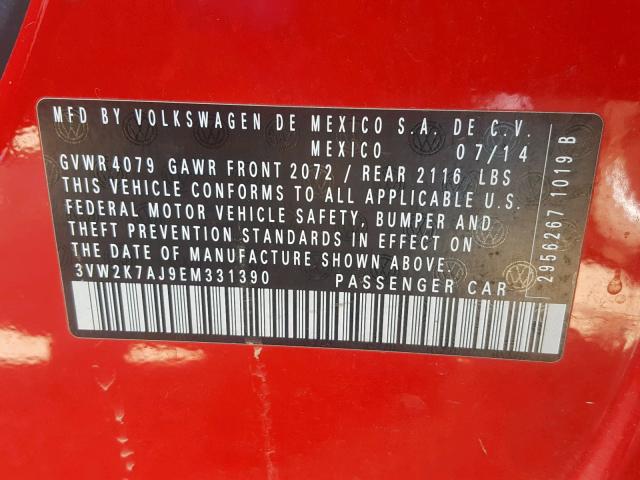 MFD BY VOLKSWAGEN DE MEXICO S.A. DE C.V.
MEXICO 07/14
GVWR 4079 GAWR FRONT 2072 / REAR 2116 LBS
THIS VEHICLE CONFORMS TO ALL APPLICABLE U.S.
FEDERAL MOTOR VEHICLE SAFETY, BUMPER AND
THEFT PREVENTION STANDARDS IN EFFECT ON
THE DATE OF MANUFACTURE SHOWN ABOVE.
3VW2K7AJ9EM331390 PASSENGER CAR
2956267 1019 B